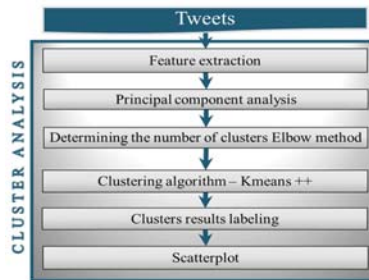 Tweets
CLUSTER ANALYSIS
Feature extraction
Principal component analysis
Determining the number of clusters Elbow method
Clustering algorithm – Kmeans ++
Clusters results labeling
Scatterplot